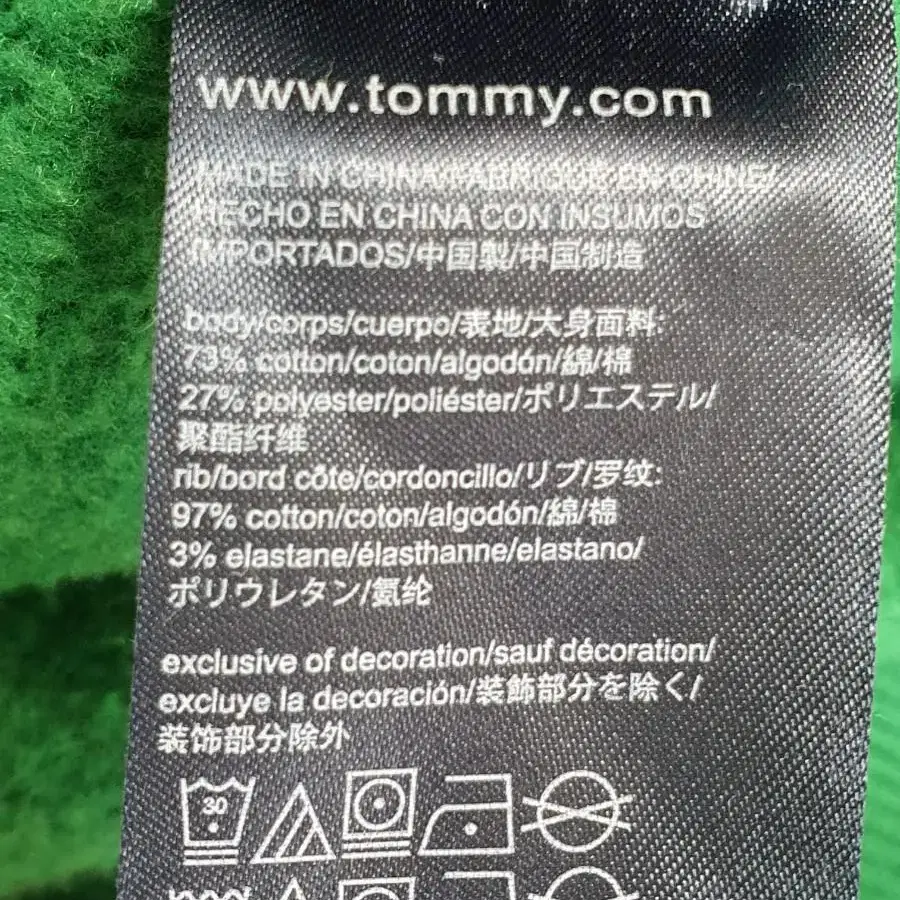 www.tommy.com
MADE IN CHINA/FABRIQUÉ EN CHINE/
HECHO EN CHINA CON INSUMOS
IMPORTADOS/中国製/中国制造
body/corps/cuerpo/表地/大身面料:
73% cotton/coton/algodón/綿/棉
27% polyester/poliéster/ポリエステル/
聚酯纤维
rib/bord côte/cordoncillo/リブ/罗纹:
97% cotton/coton/algodón/綿/棉
3% elastane/élasthanne/elastano/
ポリウレタン/氨纶
exclusive of decoration/sauf décoration/
excluye la decoración/装飾部分を除く/
装饰部分除外
30